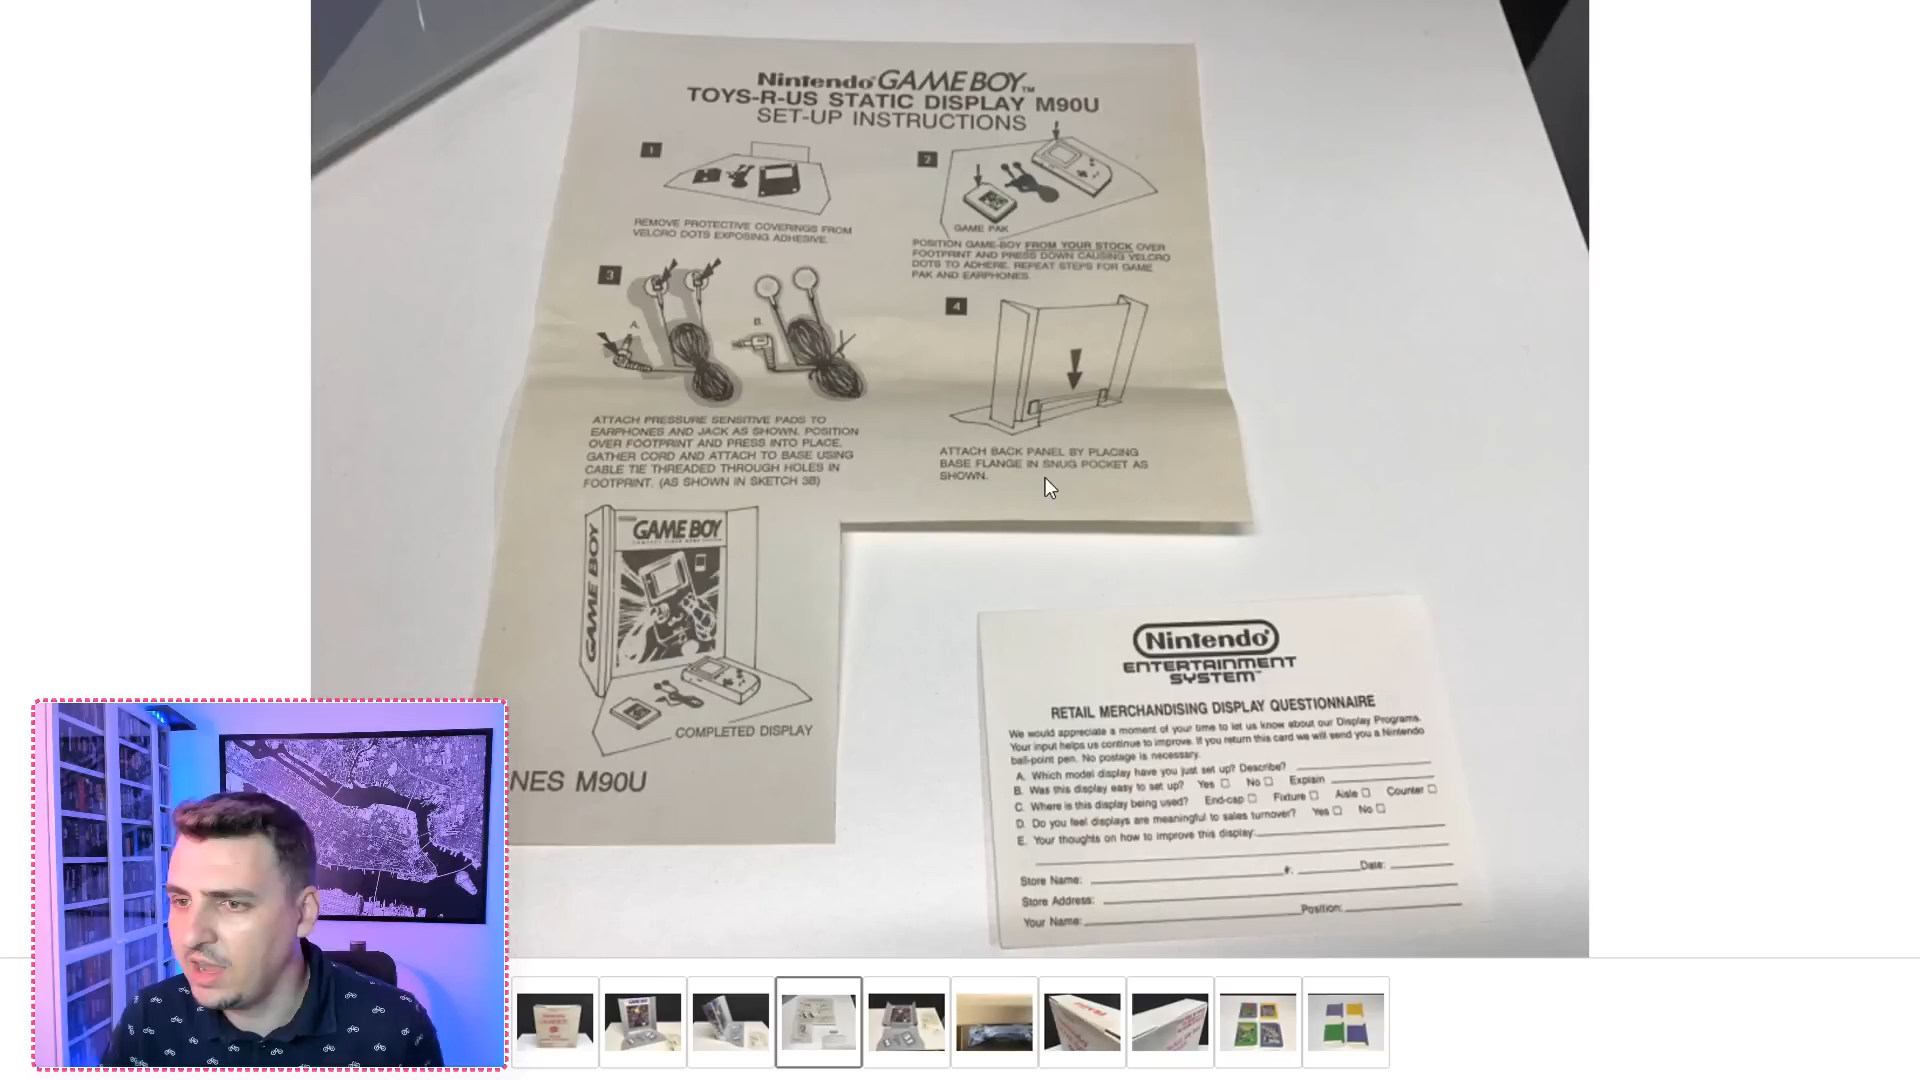 Nintendo GAME BOY™
TOYS-R-US STATIC DISPLAY M90U
SET-UP INSTRUCTIONS
1
REMOVE PROTECTIVE COVERINGS FROM
VELCRO DOTS EXPOSING ADHESIVE.
2
GAME PAK
POSITION GAME-BOY FROM YOUR STOCK OVER
FOOTPRINT AND PRESS DOWN CAUSING VELCRO
DOTS TO ADHERE. REPEAT STEPS FOR GAME
PAK AND EARPHONES.
3
A.
B.
ATTACH PRESSURE SENSITIVE PADS TO
EARPHONES AND JACK AS SHOWN. POSITION
OVER FOOTPRINT AND PRESS INTO PLACE.
GATHER CORD AND ATTACH TO BASE USING
CABLE TIE THREADED THROUGH HOLES IN
FOOTPRINT. (AS SHOWN IN SKETCH 3B)
4
ATTACH BACK PANEL BY PLACING
BASE FLANGE IN SNUG POCKET AS
SHOWN.
GAME BOY
GAME BOY
COMPLETED DISPLAY
NES M90U
Nintendo®
ENTERTAINMENT
SYSTEM™
RETAIL MERCHANDISING DISPLAY QUESTIONNAIRE
We would appreciate a moment of your time to let us know about our Display Programs.
Your input helps us continue to improve. If you return this card we will send you a Nintendo
ball-point pen. No postage is necessary.
A. Which model display have you just set up? Describe?
B. Was this display easy to set up? Yes No Explain
C. Where is this display being used? End-cap Fixture Aisle Counter
D. Do you feel displays are meaningful to sales turnover? Yes No
E. Your thoughts on how to improve this display:
Store Name: #: Date:
Store Address:
Your Name: Position: